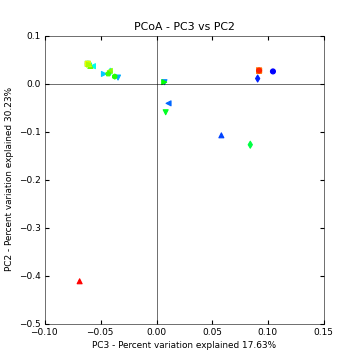 PCoA - PC3 vs PC2
0.1
0.0
−0.1
−0.2
−0.3
−0.4
−0.5
−0.10 −0.05 0.00 0.05 0.10 0.15
PC2 - Percent variation explained 30.23%
PC3 - Percent variation explained 17.63%